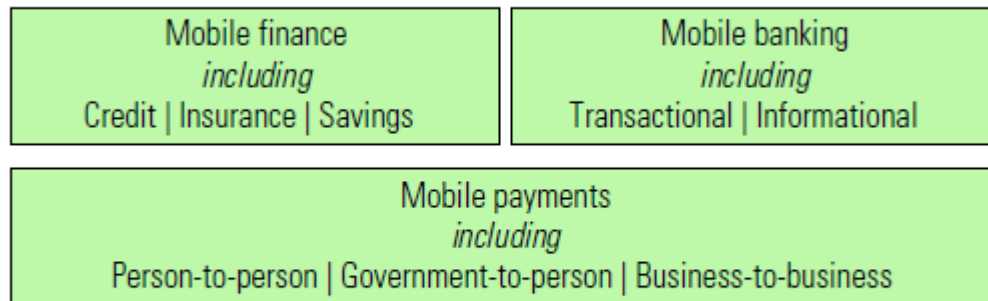 Mobile finance
including
Credit | Insurance | Savings
Mobile banking
including
Transactional | Informational
Mobile payments
including
Person-to-person | Government-to-person | Business-to-business